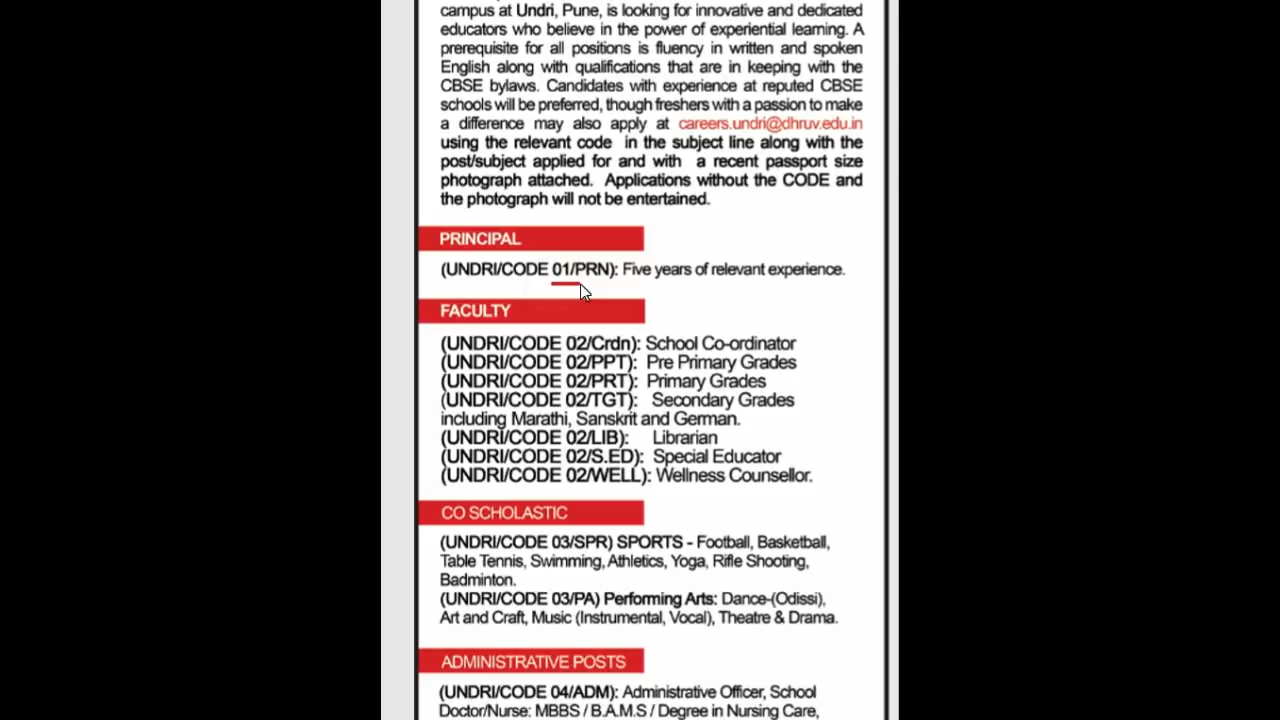 campus at Undri, Pune, is looking for innovative and dedicated
educators who believe in the power of experiential learning. A
prerequisite for all positions is fluency in written and spoken
English along with qualifications that are in keeping with the
CBSE bylaws. Candidates with experience at reputed CBSE
schools will be preferred, though freshers with a passion to make
a difference may also apply at careers.undri@dhruv.edu.in
using the relevant code in the subject line along with the
post/subject applied for and with a recent passport size
photograph attached. Applications without the CODE and
the photograph will not be entertained.
PRINCIPAL
(UNDRI/CODE 01/PRN): Five years of relevant experience.
FACULTY
(UNDRI/CODE 02/Crdn): School Co-ordinator
(UNDRI/CODE 02/PPT): Pre Primary Grades
(UNDRI/CODE 02/PRT): Primary Grades
(UNDRI/CODE 02/TGT): Secondary Grades
including Marathi, Sanskrit and German.
(UNDRI/CODE 02/LIB): Librarian
(UNDRI/CODE 02/S.ED): Special Educator
(UNDRI/CODE 02/WELL): Wellness Counsellor.
CO SCHOLASTIC
(UNDRI/CODE 03/SPR) SPORTS - Football, Basketball,
Table Tennis, Swimming, Athletics, Yoga, Rifle Shooting,
Badminton.
(UNDRI/CODE 03/PA) Performing Arts: Dance-(Odissi),
Art and Craft, Music (Instrumental, Vocal), Theatre & Drama.
ADMINISTRATIVE POSTS
(UNDRI/CODE 04/ADM): Administrative Officer, School
Doctor/Nurse: MBBS / B.A.M.S / Degree in Nursing Care,